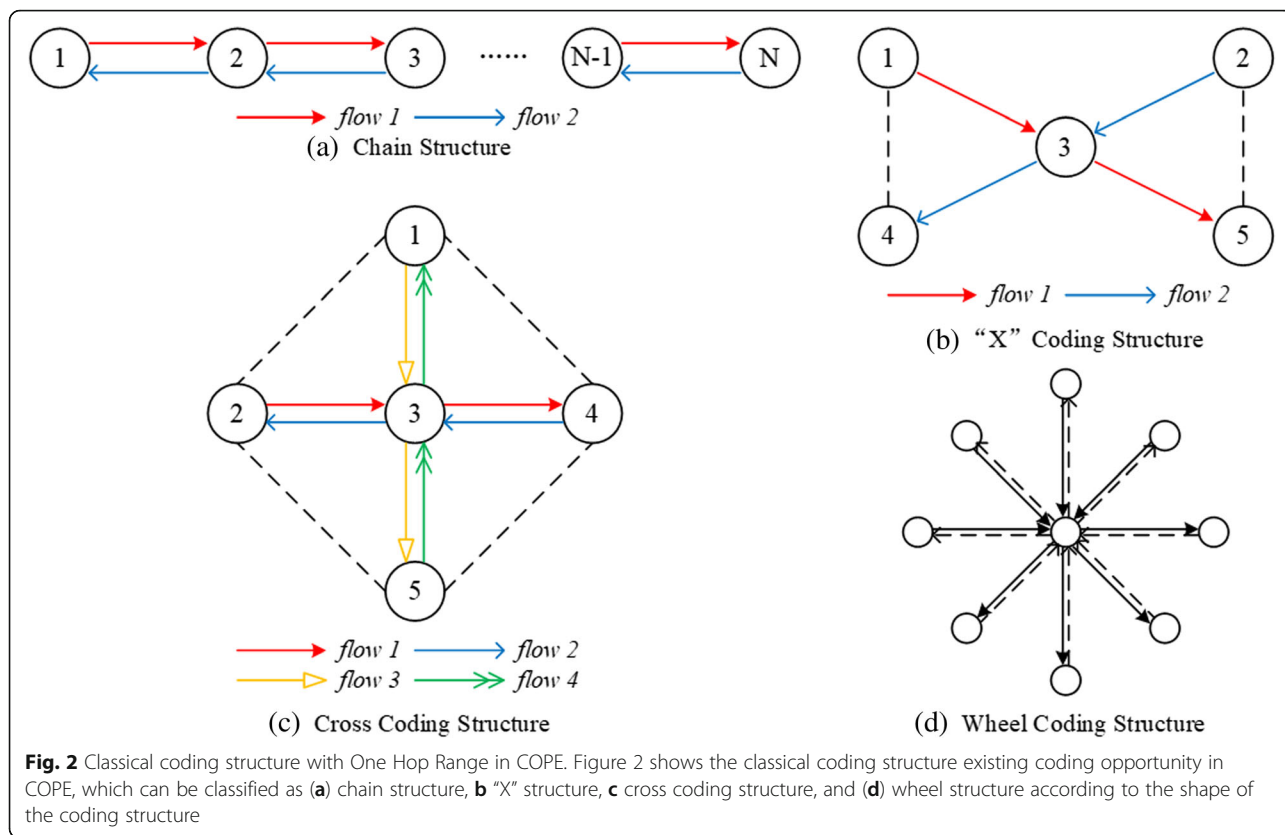 1 2 3 ...... N-1 N
flow 1 flow 2
(a) Chain Structure
1 2
3
4 5
flow 1 flow 2
(b) “X” Coding Structure
1
2 3 4
5
flow 1 flow 2
flow 3 flow 4
(c) Cross Coding Structure
(d) Wheel Coding Structure
Fig. 2 Classical coding structure with One Hop Range in COPE. Figure 2 shows the classical coding structure existing coding opportunity in
COPE, which can be classified as (a) chain structure, b “X” structure, c cross coding structure, and (d) wheel structure according to the shape of
the coding structure